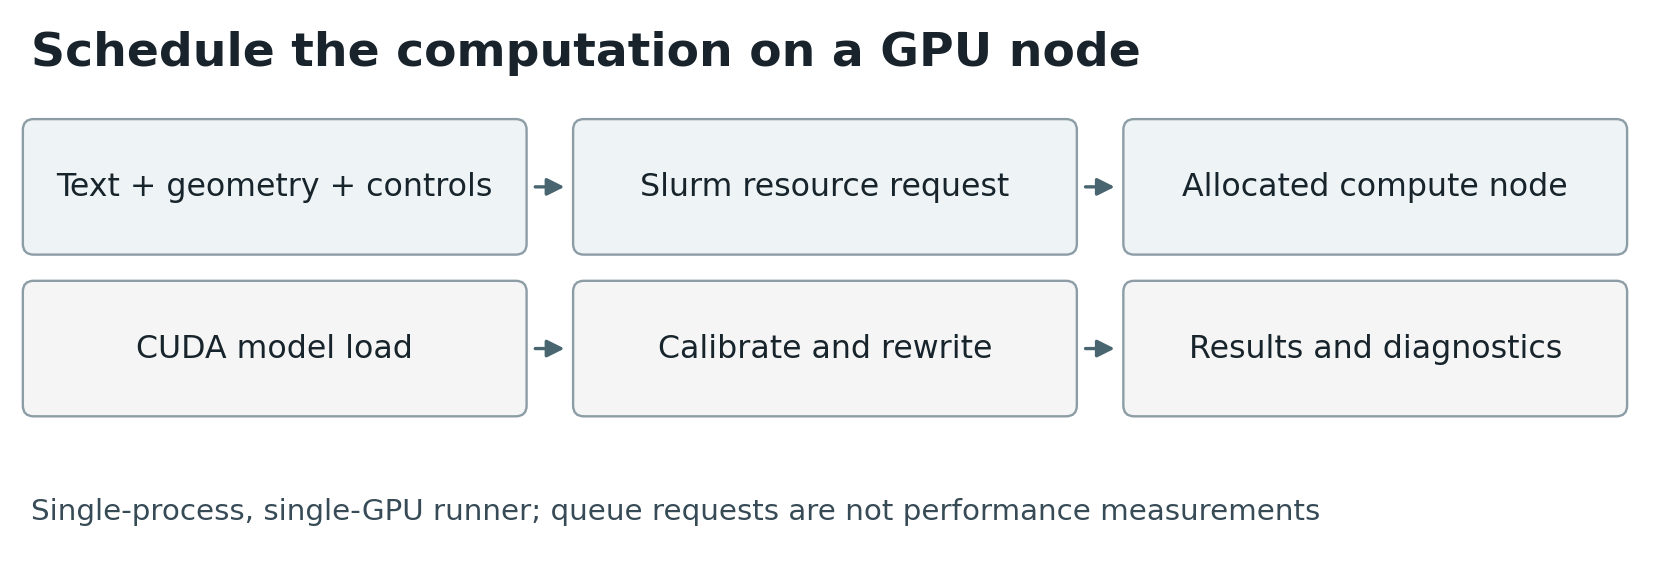 Schedule the computation on a GPU node
Text + geometry + controls
Slurm resource request
Allocated compute node
CUDA model load
Calibrate and rewrite
Results and diagnostics
Single-process, single-GPU runner; queue requests are not performance measurements